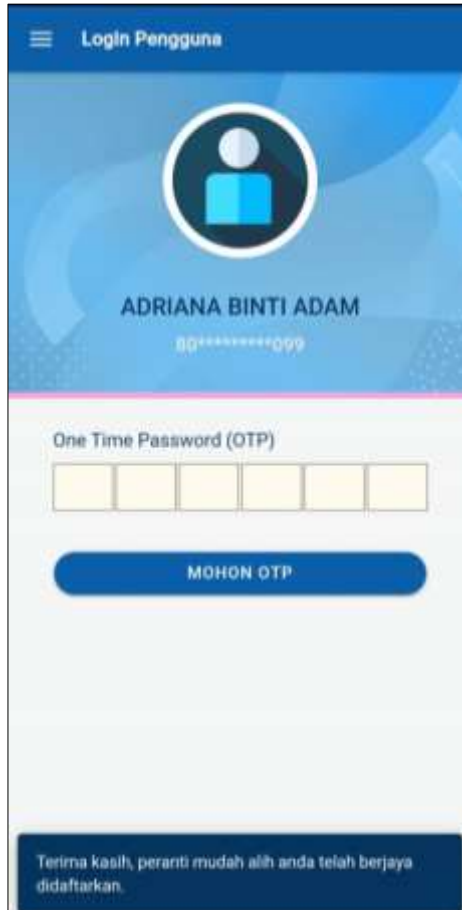 LogIn Pengguna
ADRIANA BINTI ADAM
80*********099
One Time Password (OTP)
MOHON OTP
Terima kasih, peranti mudah alih anda telah berjaya
didaftarkan.